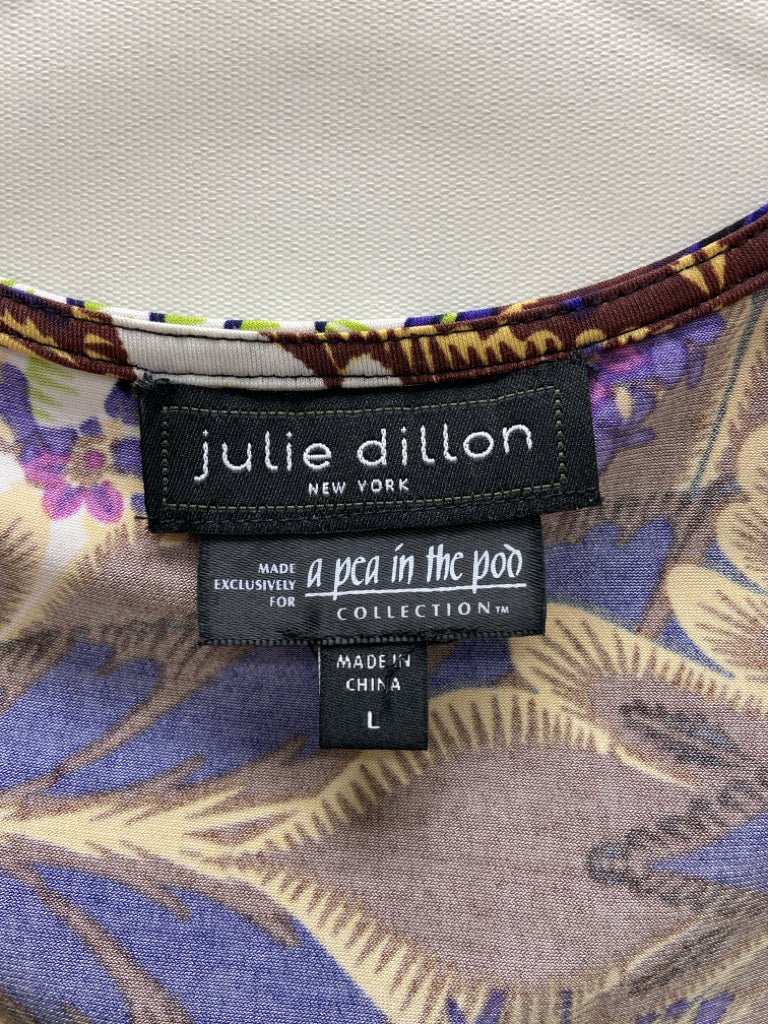 julie dillon
NEW YORK
MADE
EXCLUSIVELY
FOR
a pea in the pod
COLLECTION™
MADE IN
CHINA
L